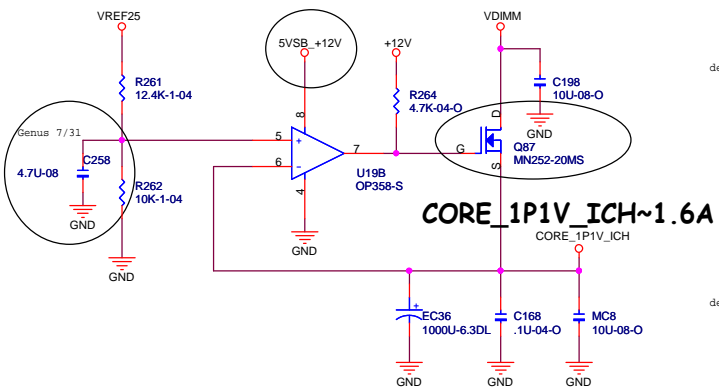 VREF25
5VSB_+12V
+12V
VDIMM
de
R261
12.4K-1-04
R264
4.7K-04-O
C198
10U-08-O
GND
8
D
Genus 7/31
5
+
7
G
Q87
MN252-20MS
C258
4.7U-08
6
-
S
U19B
OP358-S
R262
10K-1-04
4
GND
GND
GND
CORE_1P1V_ICH~1.6A
CORE_1P1V_ICH
de
+
EC36
1000U-6.3DL
C168
.1U-04-O
MC8
10U-08-O
GND
GND
GND